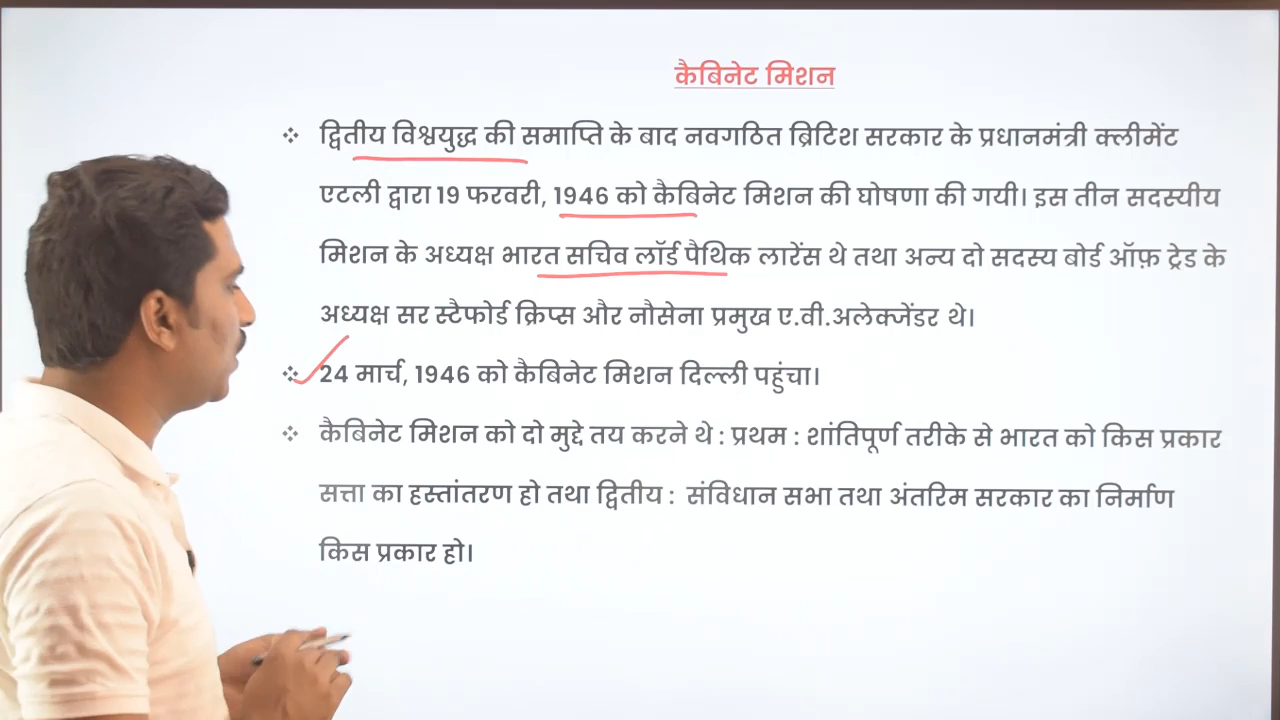 कैबिनेट मिशन
द्वितीय विश्वयुद्ध की समाप्ति के बाद नवगठित ब्रिटिश सरकार के प्रधानमंत्री क्लीमेंट
एटली द्वारा 19 फरवरी, 1946 को कैबिनेट मिशन की घोषणा की गयी। इस तीन सदस्यीय
मिशन के अध्यक्ष भारत सचिव लॉर्ड पैथिक लारेंस थे तथा अन्य दो सदस्य बोर्ड ऑफ़ ट्रेड के
अध्यक्ष सर स्टैफोर्ड क्रिप्स और नौसेना प्रमुख ए.वी.अलेक्जेंडर थे।
24 मार्च, 1946 को कैबिनेट मिशन दिल्ली पहुंचा।
कैबिनेट मिशन को दो मुद्दे तय करने थे : प्रथम : शांतिपूर्ण तरीके से भारत को किस प्रकार
सत्ता का हस्तांतरण हो तथा द्वितीय : संविधान सभा तथा अंतरिम सरकार का निर्माण
किस प्रकार हो।